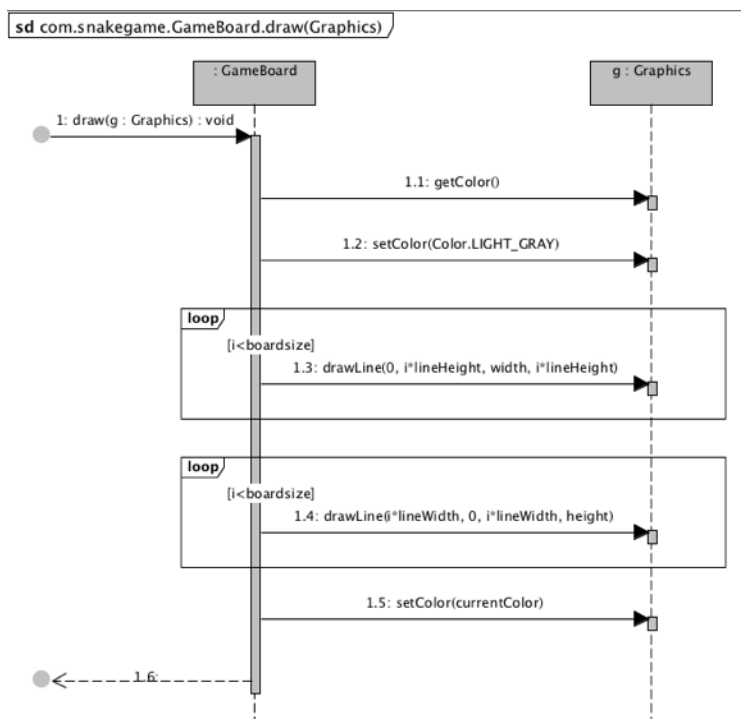 sd com.snakegame.GameBoard.draw(Graphics)
: GameBoard
g : Graphics
1: draw(g : Graphics) : void
1.1: getColor()
1.2: setColor(Color.LIGHT_GRAY)
loop
[i<boardsize]
1.3: drawLine(0, i*lineHeight, width, i*lineHeight)
loop
[i<boardsize]
1.4: drawLine(i*lineWidth, 0, i*lineWidth, height)
1.5: setColor(currentColor)
1.6: